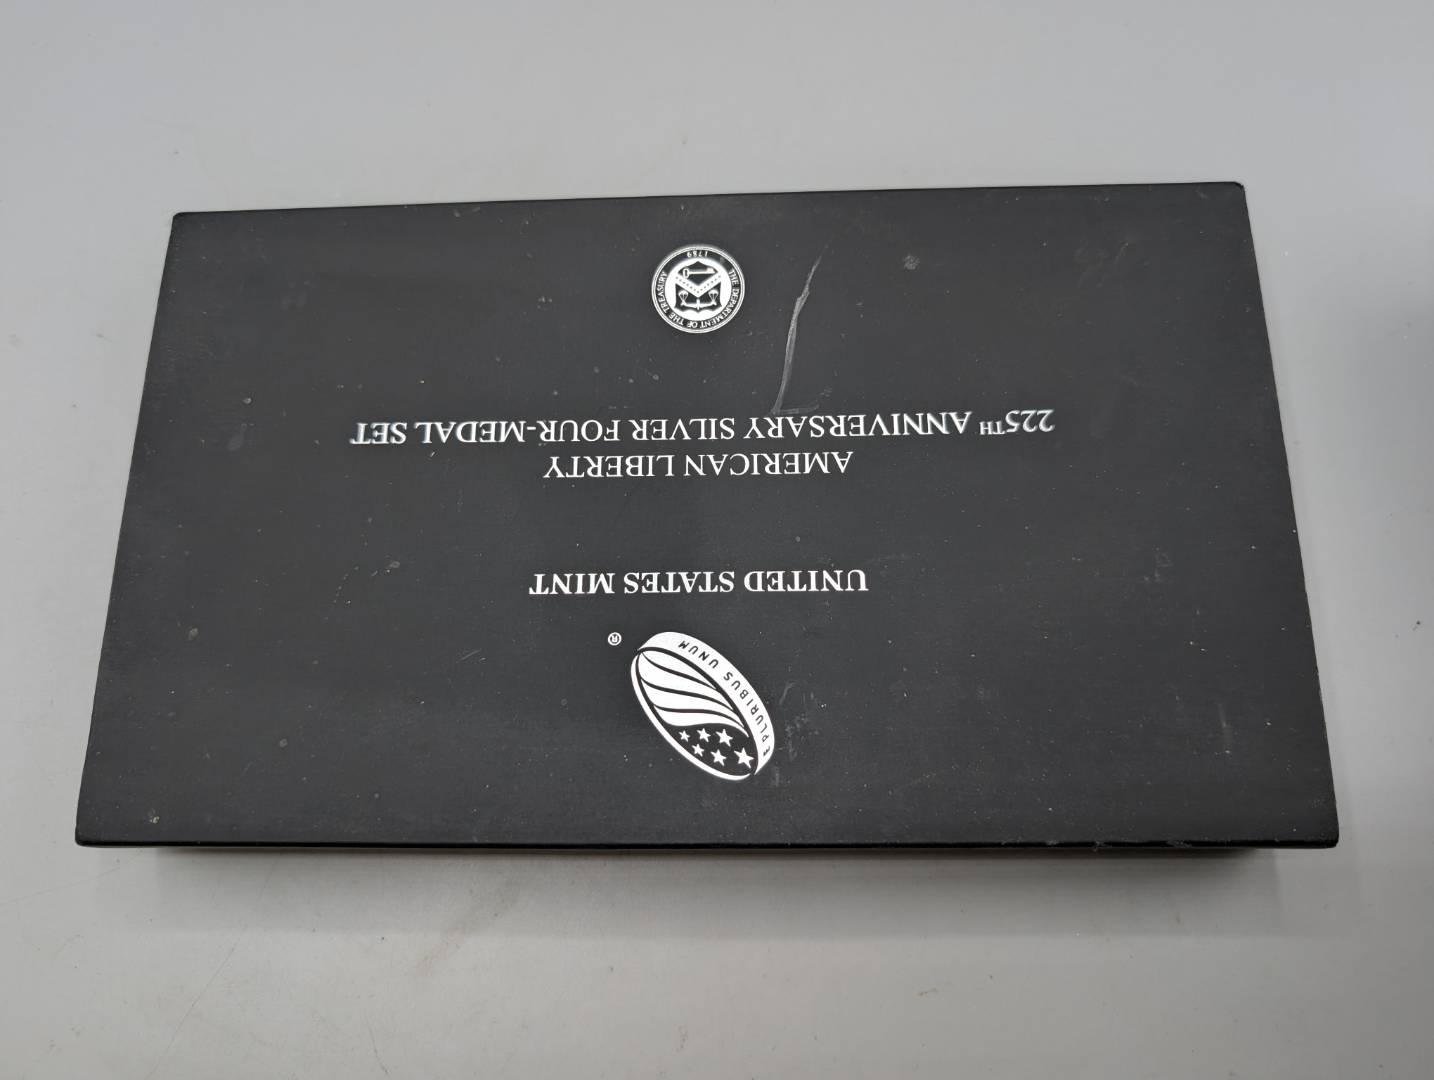 E PLURIBUS UNUM
®
UNITED STATES MINT
AMERICAN LIBERTY
225TH ANNIVERSARY SILVER FOUR-MEDAL SET
THE DEPARTMENT OF THE TREASURY
1789